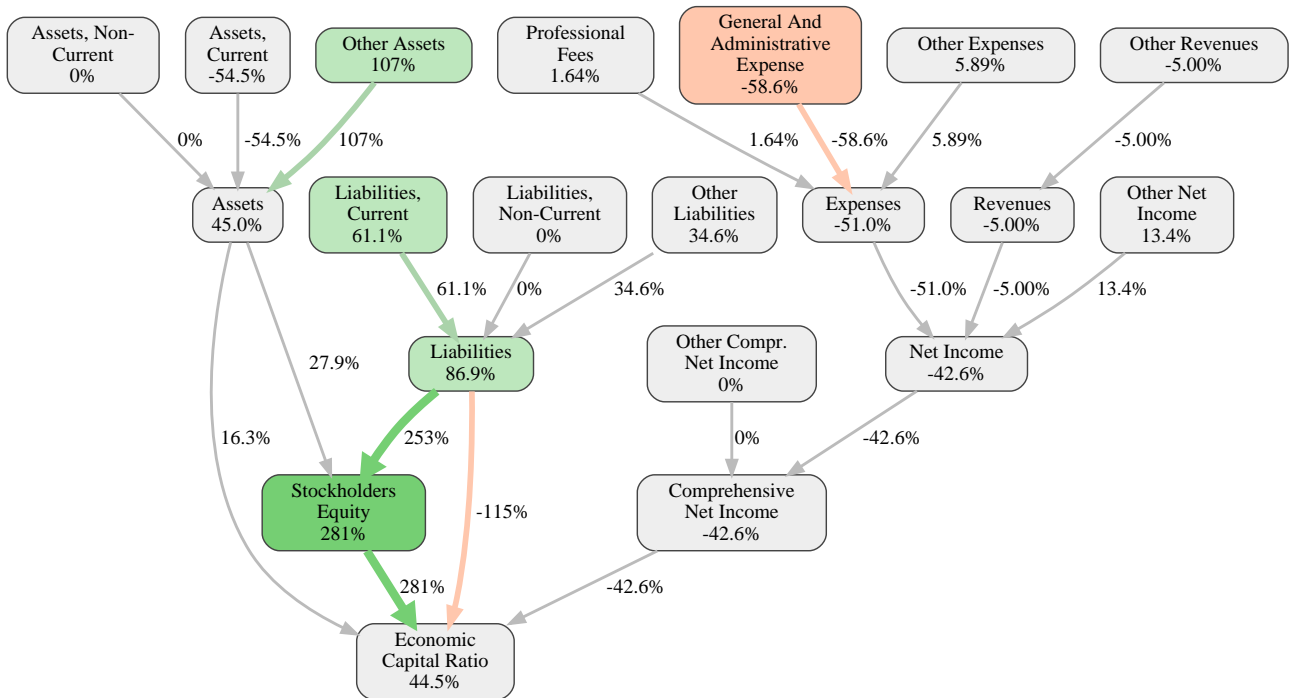 Assets, Non-
Current
0%
Assets,
Current
-54.5%
Other Assets
107%
Professional
Fees
1.64%
General And
Administrative
Expense
-58.6%
Other Expenses
5.89%
Other Revenues
-5.00%
0%
-54.5%
107%
1.64%
-58.6%
5.89%
-5.00%
Assets
45.0%
Liabilities,
Current
61.1%
Liabilities,
Non-Current
0%
Other
Liabilities
34.6%
Expenses
-51.0%
Revenues
-5.00%
Other Net
Income
13.4%
61.1%
0%
34.6%
-51.0%
-5.00%
13.4%
27.9%
Liabilities
86.9%
Other Compr.
Net Income
0%
Net Income
-42.6%
16.3%
253%
0%
-42.6%
Stockholders
Equity
281%
-115%
Comprehensive
Net Income
-42.6%
281%
-42.6%
Economic
Capital Ratio
44.5%